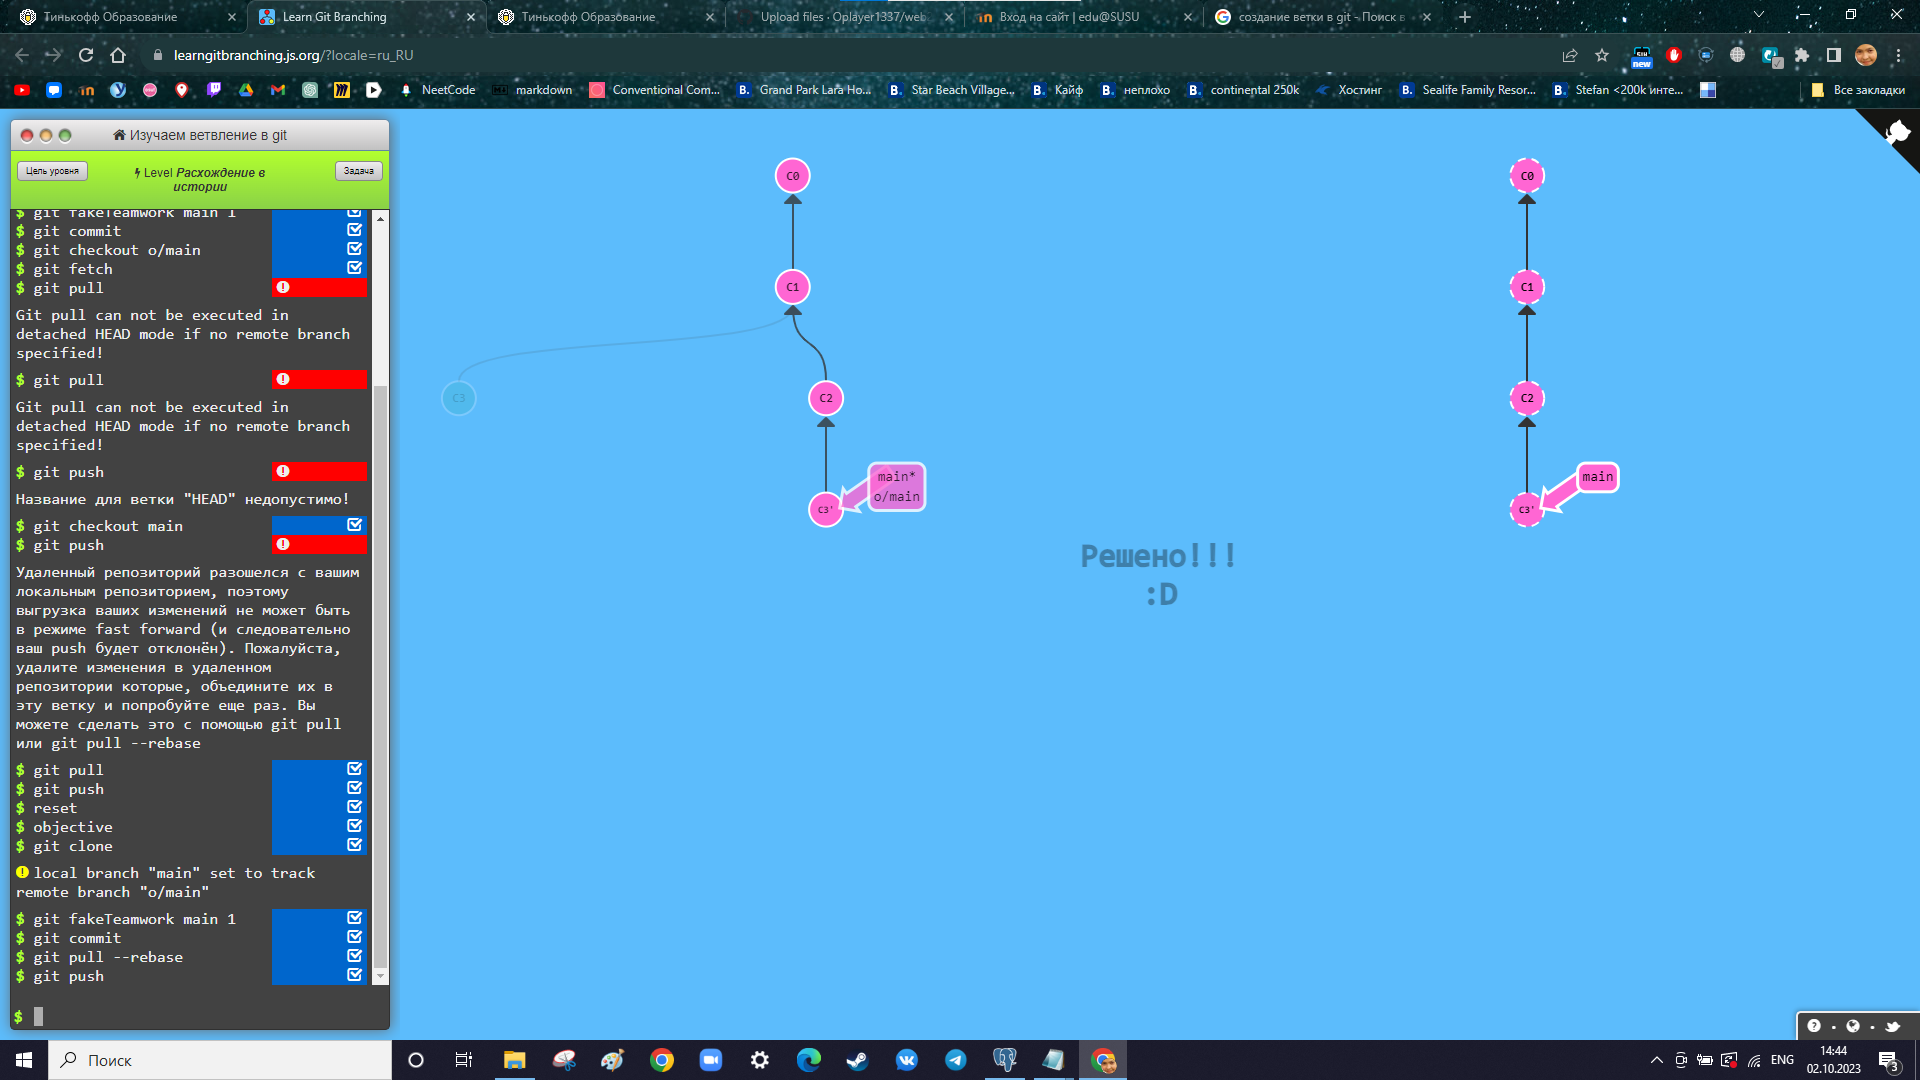 Тинькофф Образование
Learn Git Branching
Тинькофф Образование
Upload files · Oplayer1337/web
Вход на сайт | edu@SUSU
создание ветки в git - Поиск в
learngitbranching.js.org/?locale=ru_RU
new
NeetCode
markdown
Conventional Com...
Grand Park Lara Ho...
Star Beach Village...
Кайф
неплохо
continental 250k
Хостинг
Sealife Family Resor...
Stefan <200k инте...
Все закладки
Изучаем ветвление в git
Цель уровня
Level Расхождение в
истории
Задача
$ git fakeTeamwork main 1
$ git commit
$ git checkout o/main
$ git fetch
$ git pull
Git pull can not be executed in
detached HEAD mode if no remote branch
specified!
$ git pull
Git pull can not be executed in
detached HEAD mode if no remote branch
specified!
$ git push
Название для ветки "HEAD" недопустимо!
$ git checkout main
$ git push
Удаленный репозиторий разошелся с вашим
локальным репозиторием, поэтому
выгрузка ваших изменений не может быть
в режиме fast forward (и следовательно
ваш push будет отклонён). Пожалуйста,
удалите изменения в удаленном
репозитории которые, объедините их в
эту ветку и попробуйте еще раз. Вы
можете сделать это с помощью git pull
или git pull --rebase
$ git pull
$ git push
$ reset
$ objective
$ git clone
local branch "main" set to track
remote branch "o/main"
$ git fakeTeamwork main 1
$ git commit
$ git pull --rebase
$ git push
$
C0
C1
C3
C2
main*
o/main
C3'
C0
C1
C2
main
C3'
Решено!!!
:D
Поиск
ENG
14:44
02.10.2023
3